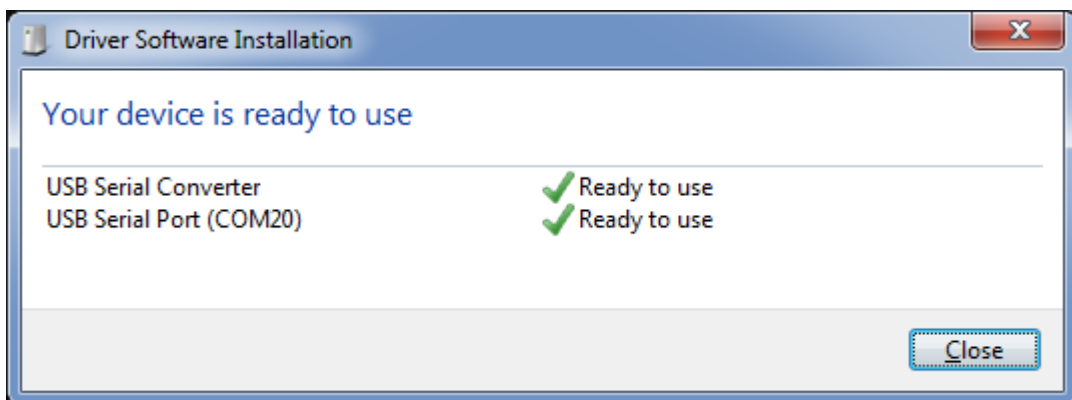 Driver Software Installation
Your device is ready to use
USB Serial Converter Ready to use
USB Serial Port (COM20) Ready to use
Close